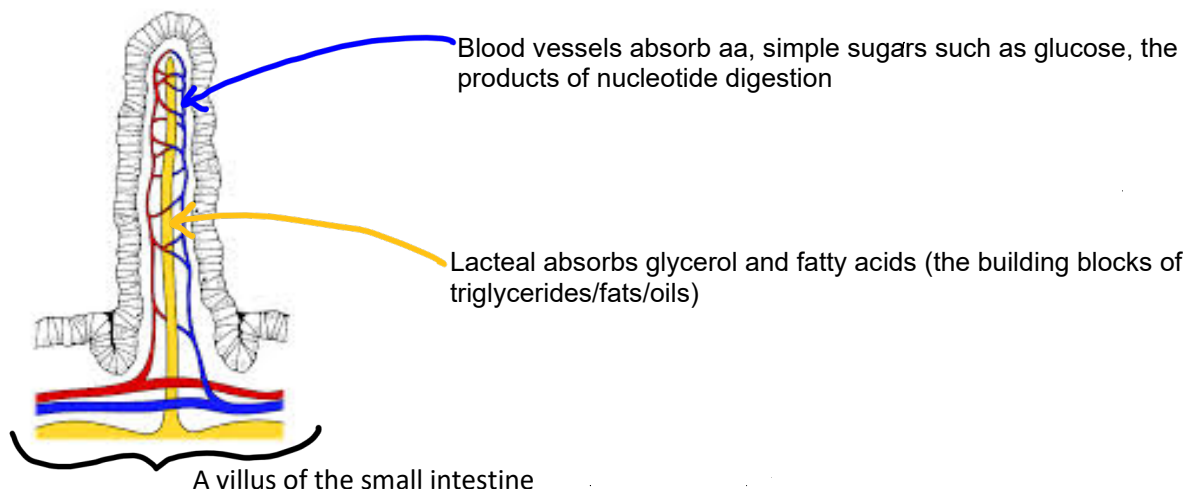 Blood vessels absorb aa, simple sugars such as glucose, the
products of nucleotide digestion
Lacteal absorbs glycerol and fatty acids (the building blocks of
triglycerides/fats/oils)
A villus of the small intestine